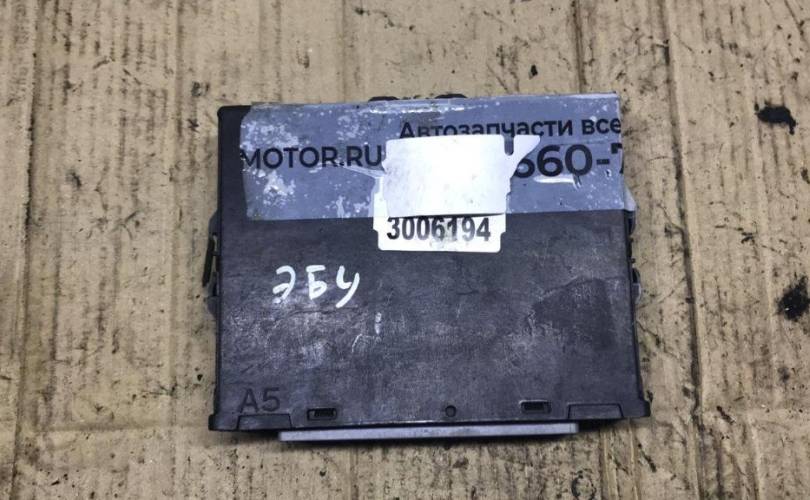 Автозапчасти все
MOTOR.RU
660-7
3006194
ЭБУ
A5